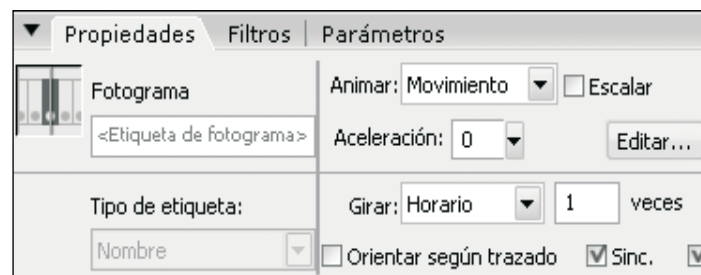 Propiedades Filtros Parámetros
Fotograma
<Etiqueta de fotograma>
Tipo de etiqueta:
Nombre
Animar: Movimiento Escalar
Aceleración: 0 Editar...
Girar: Horario 1 veces
Orientar según trazado Sinc.